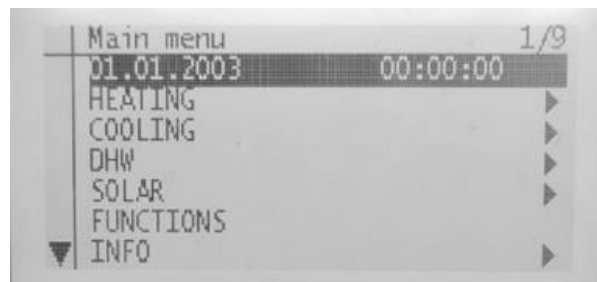 Main menu 1/9
01.01.2003 00:00:00
HEATING
COOLING
DHW
SOLAR
FUNCTIONS
INFO